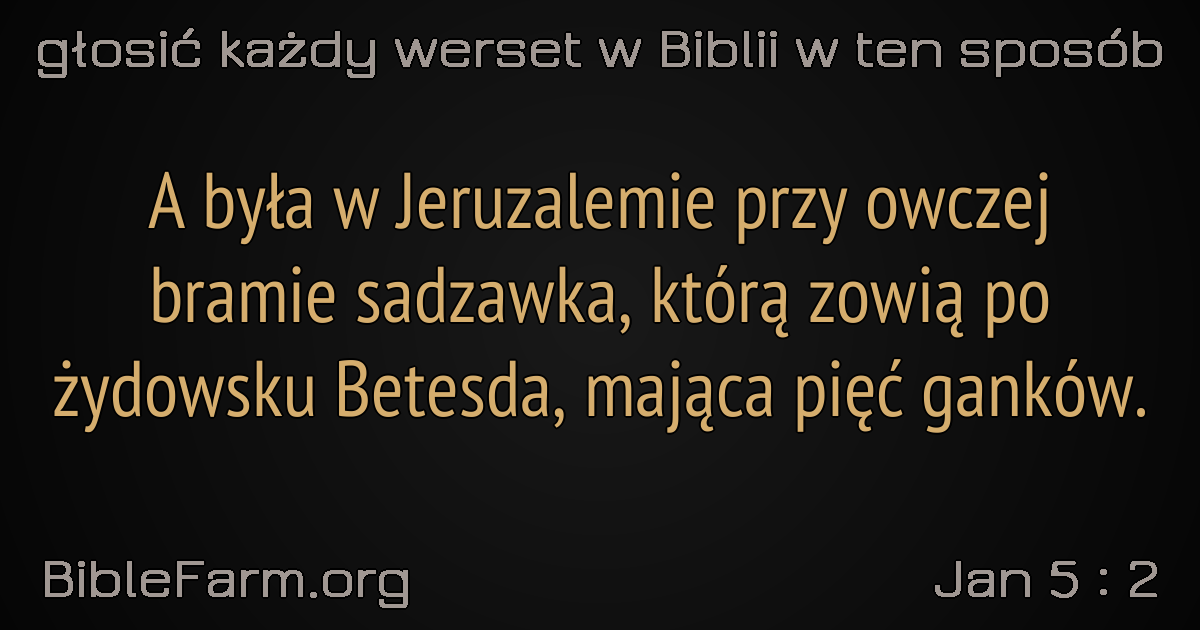 głosić każdy werset w Biblii w ten sposób
A była w Jeruzalemie przy owczej
bramie sadzawka, którą zowią po
żydowsku Betesda, mająca pięć ganków.
BibleFarm.org
Jan 5 : 2